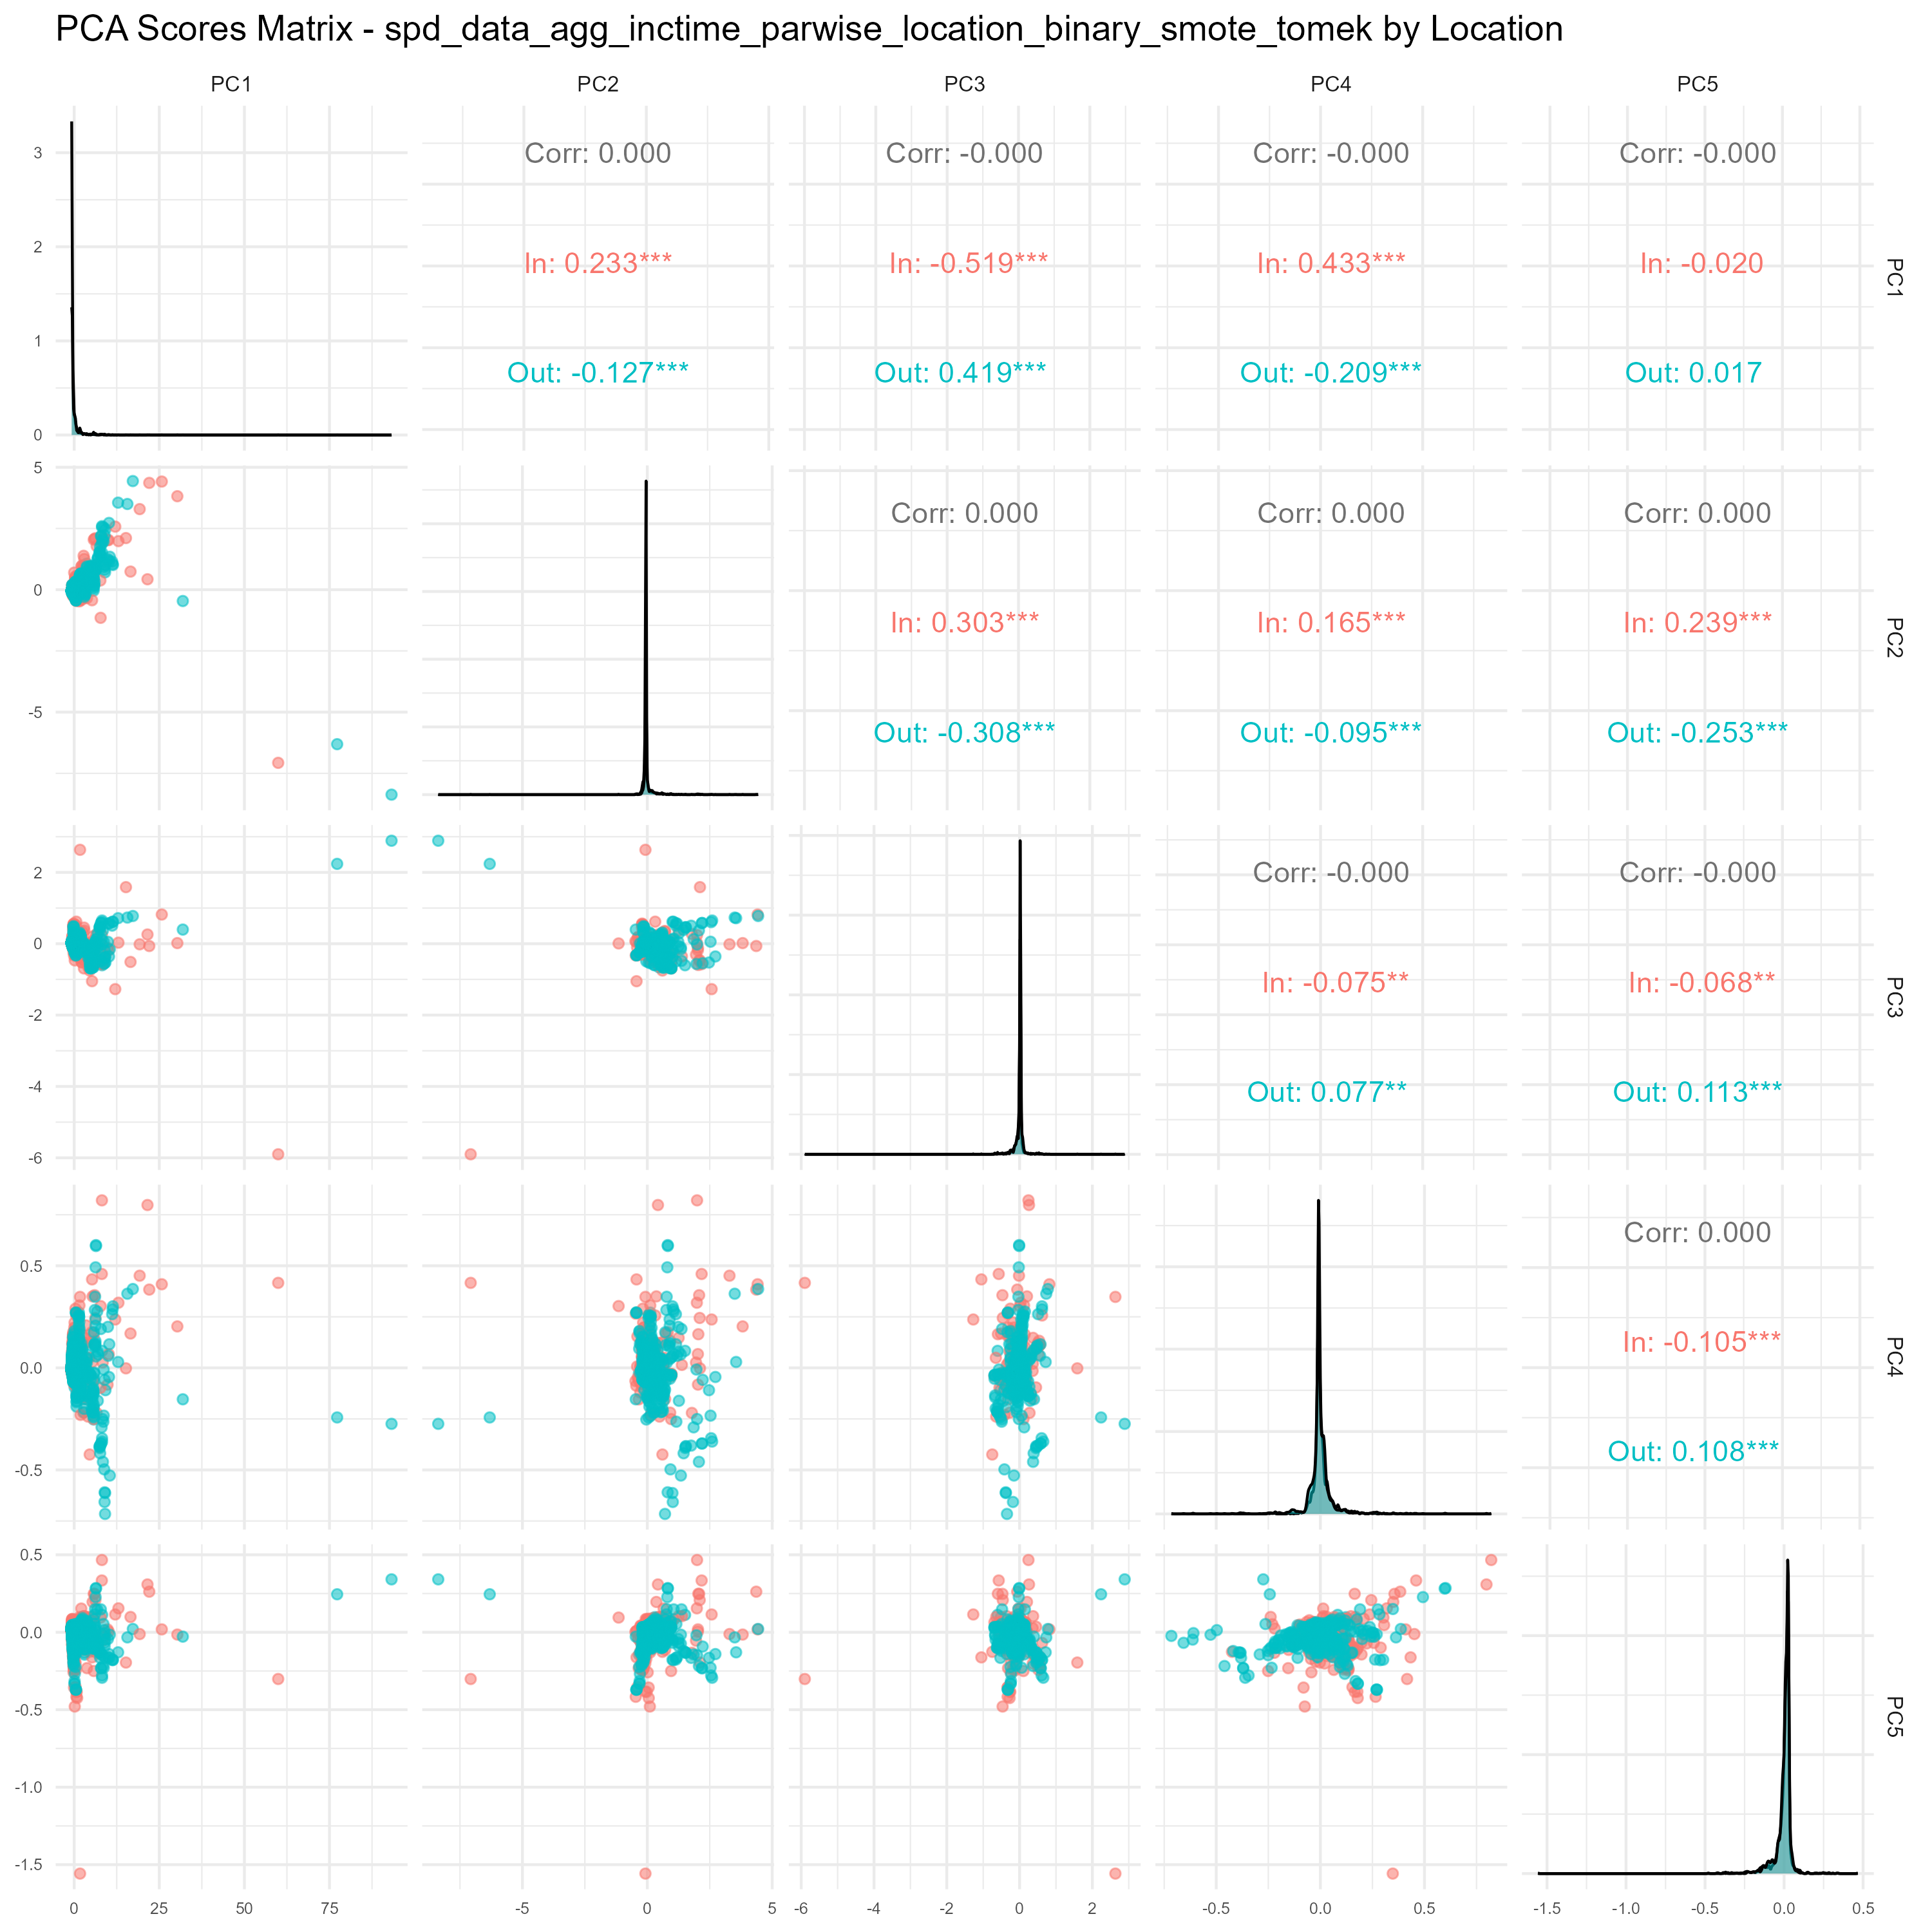 PCA Scores Matrix - spd_data_agg_inctime_parwise_location_binary_smote_tomek by Location
PC1 PC2 PC3 PC4 PC5
3
2
1
0
Corr: 0.000 Corr: -0.000 Corr: -0.000 Corr: -0.000
In: 0.233*** In: -0.519*** In: 0.433*** In: -0.020
Out: -0.127*** Out: 0.419*** Out: -0.209*** Out: 0.017
PC1
5
0
-5
Corr: 0.000 Corr: 0.000 Corr: 0.000
In: 0.303*** In: 0.165*** In: 0.239***
Out: -0.308*** Out: -0.095*** Out: -0.253***
PC2
2
0
-2
-4
-6
Corr: -0.000 Corr: -0.000
In: -0.075** In: -0.068**
Out: 0.077** Out: 0.113***
PC3
0.5
0.0
-0.5
Corr: 0.000
In: -0.105***
Out: 0.108***
PC4
0.5
0.0
-0.5
-1.0
-1.5
PC5
0 25 50 75 -5 0 5 -6 -4 -2 0 2 -0.5 0.0 0.5 -1.5 -1.0 -0.5 0.0 0.5